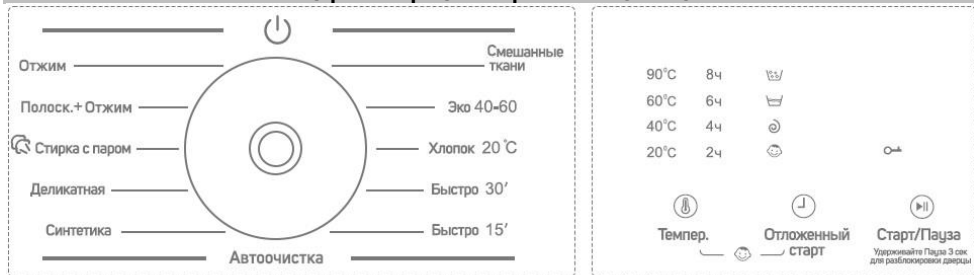 Смешанные
ткани
Отжим
Полоск.+ Отжим
Эко 40-60
Стирка с паром
Хлопок 20°C
Деликатная
Быстро 30′
Синтетика
Быстро 15′
Автоочистка
90°C 8ч
60°C 6ч
40°C 4ч
20°C 2ч
Темпер.
Отложенный
старт
Старт/Пауза
Удерживайте Пауза 3 сек
для разблокировки дверцы